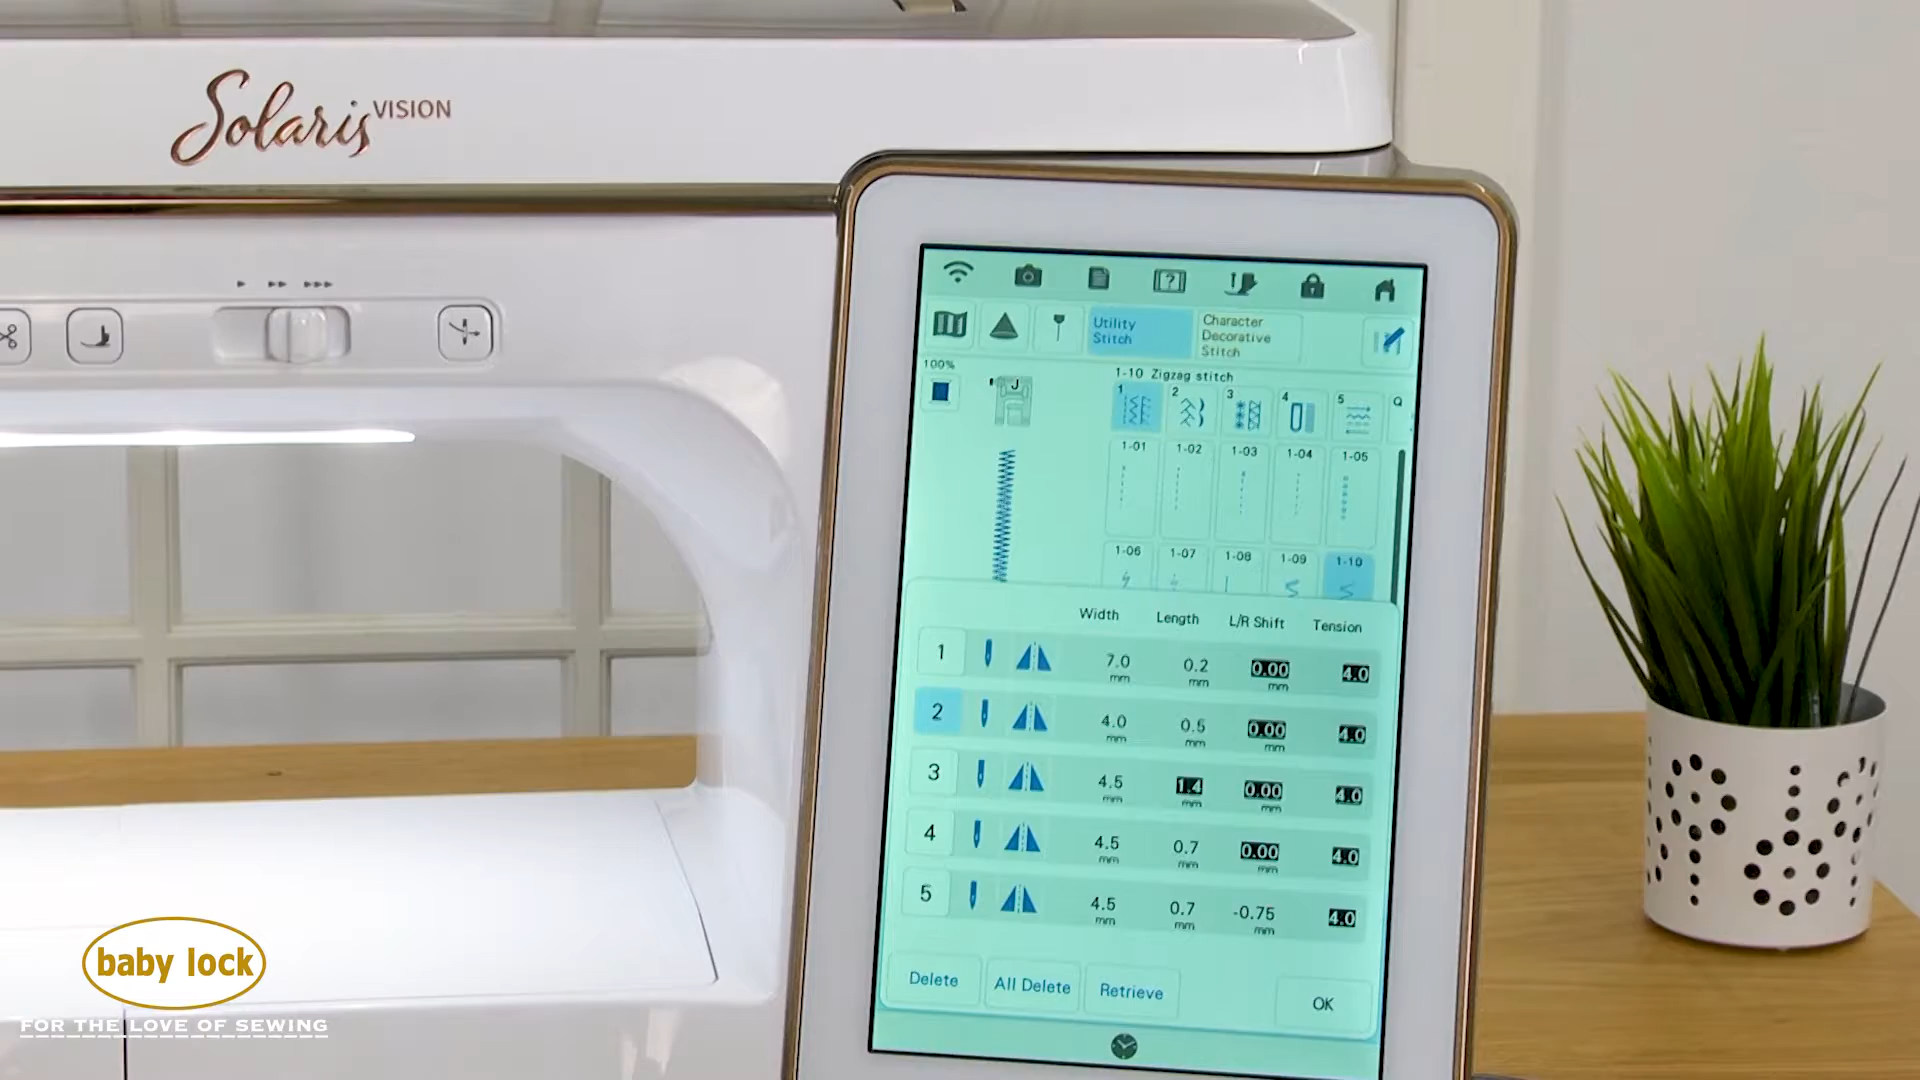 Solaris VISION
Utility Stitch
Character Decorative Stitch
100%
J
1-10 Zigzag stitch
1 2 3 4 5 Q
1-01 1-02 1-03 1-04 1-05
1-06 1-07 1-08 1-09 1-10
Width Length L/R Shift Tension
1 7.0 mm 0.2 mm 0.00 mm 4.0
2 4.0 mm 0.5 mm 0.00 mm 4.0
3 4.5 mm 1.4 mm 0.00 mm 4.0
4 4.5 mm 0.7 mm 0.00 mm 4.0
5 4.5 mm 0.7 mm -0.75 mm 4.0
Delete All Delete Retrieve OK
baby lock
FOR THE LOVE OF SEWING